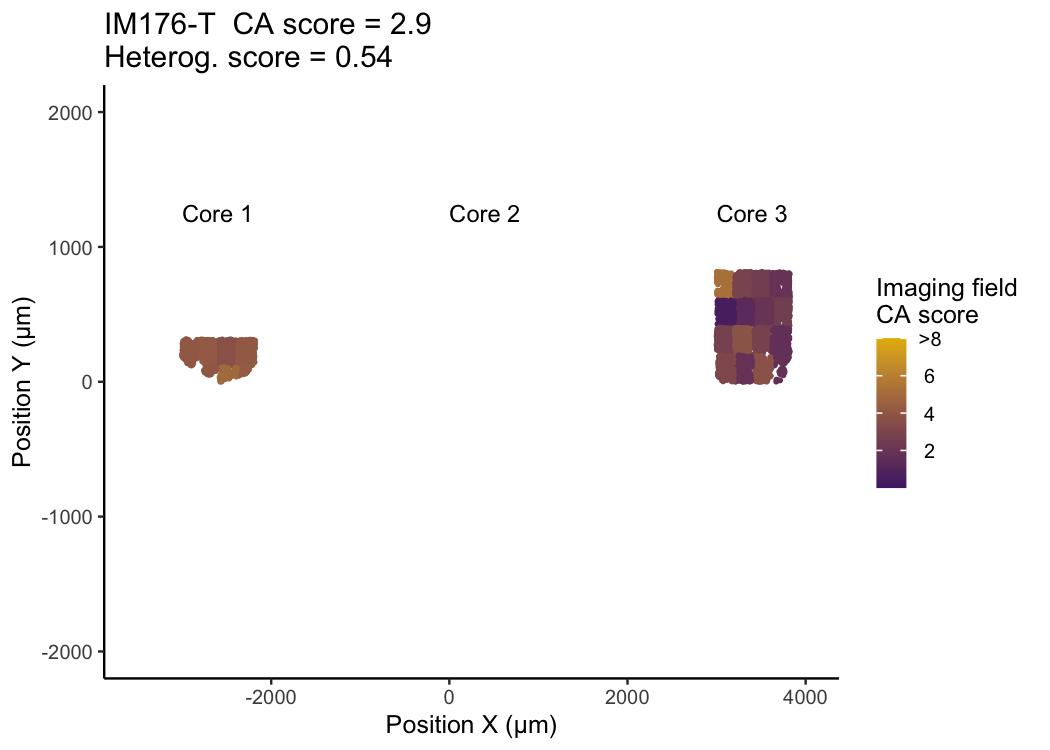 IM176-T  CA score = 2.9
Heterog. score = 0.54
2000
1000
0
-1000
-2000
Position Y (μm)
Core 1
Core 2
Core 3
-2000
0
2000
4000
Position X (μm)
Imaging field
CA score
>8
6
4
2